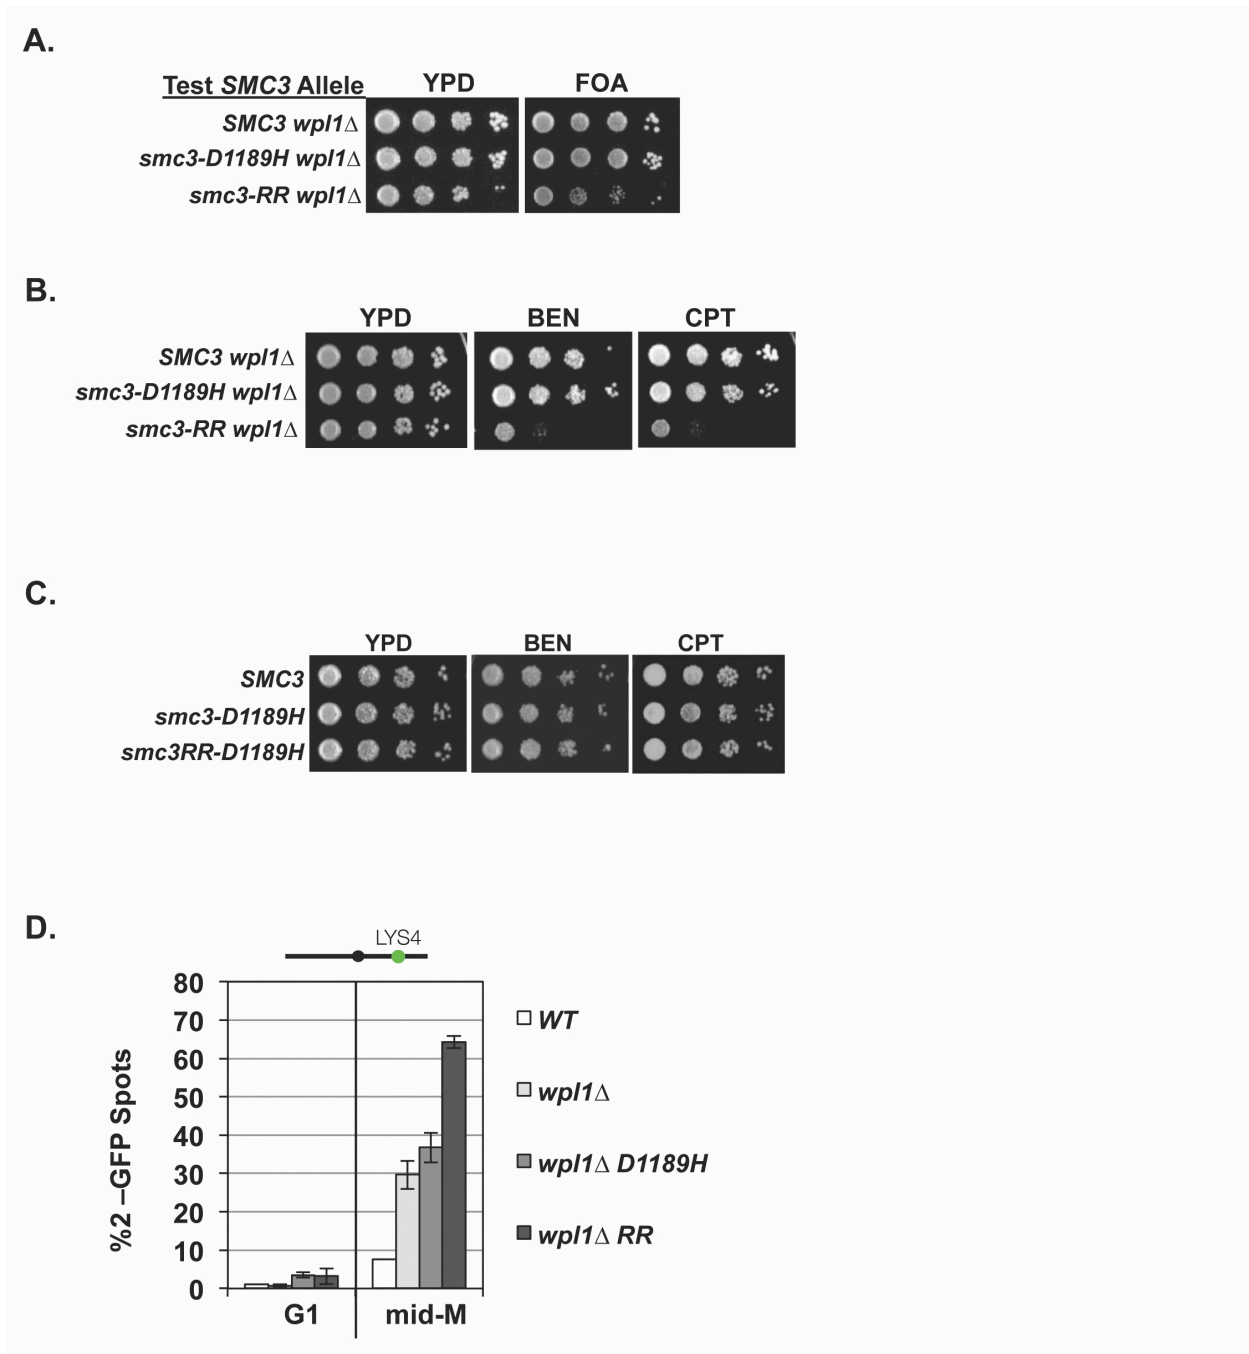 A.
Test SMC3 Allele YPD FOA
SMC3 wpl1Δ
smc3-D1189H wpl1Δ
smc3-RR wpl1Δ
B.
YPD BEN CPT
SMC3 wpl1Δ
smc3-D1189H wpl1Δ
smc3-RR wpl1Δ
C.
YPD BEN CPT
SMC3
smc3-D1189H
smc3RR-D1189H
D.
LYS4
80
70
60
50
40
30
20
10
0
%2 –GFP Spots
G1 mid-M
WT
wpl1Δ
wpl1Δ D1189H
wpl1Δ RR